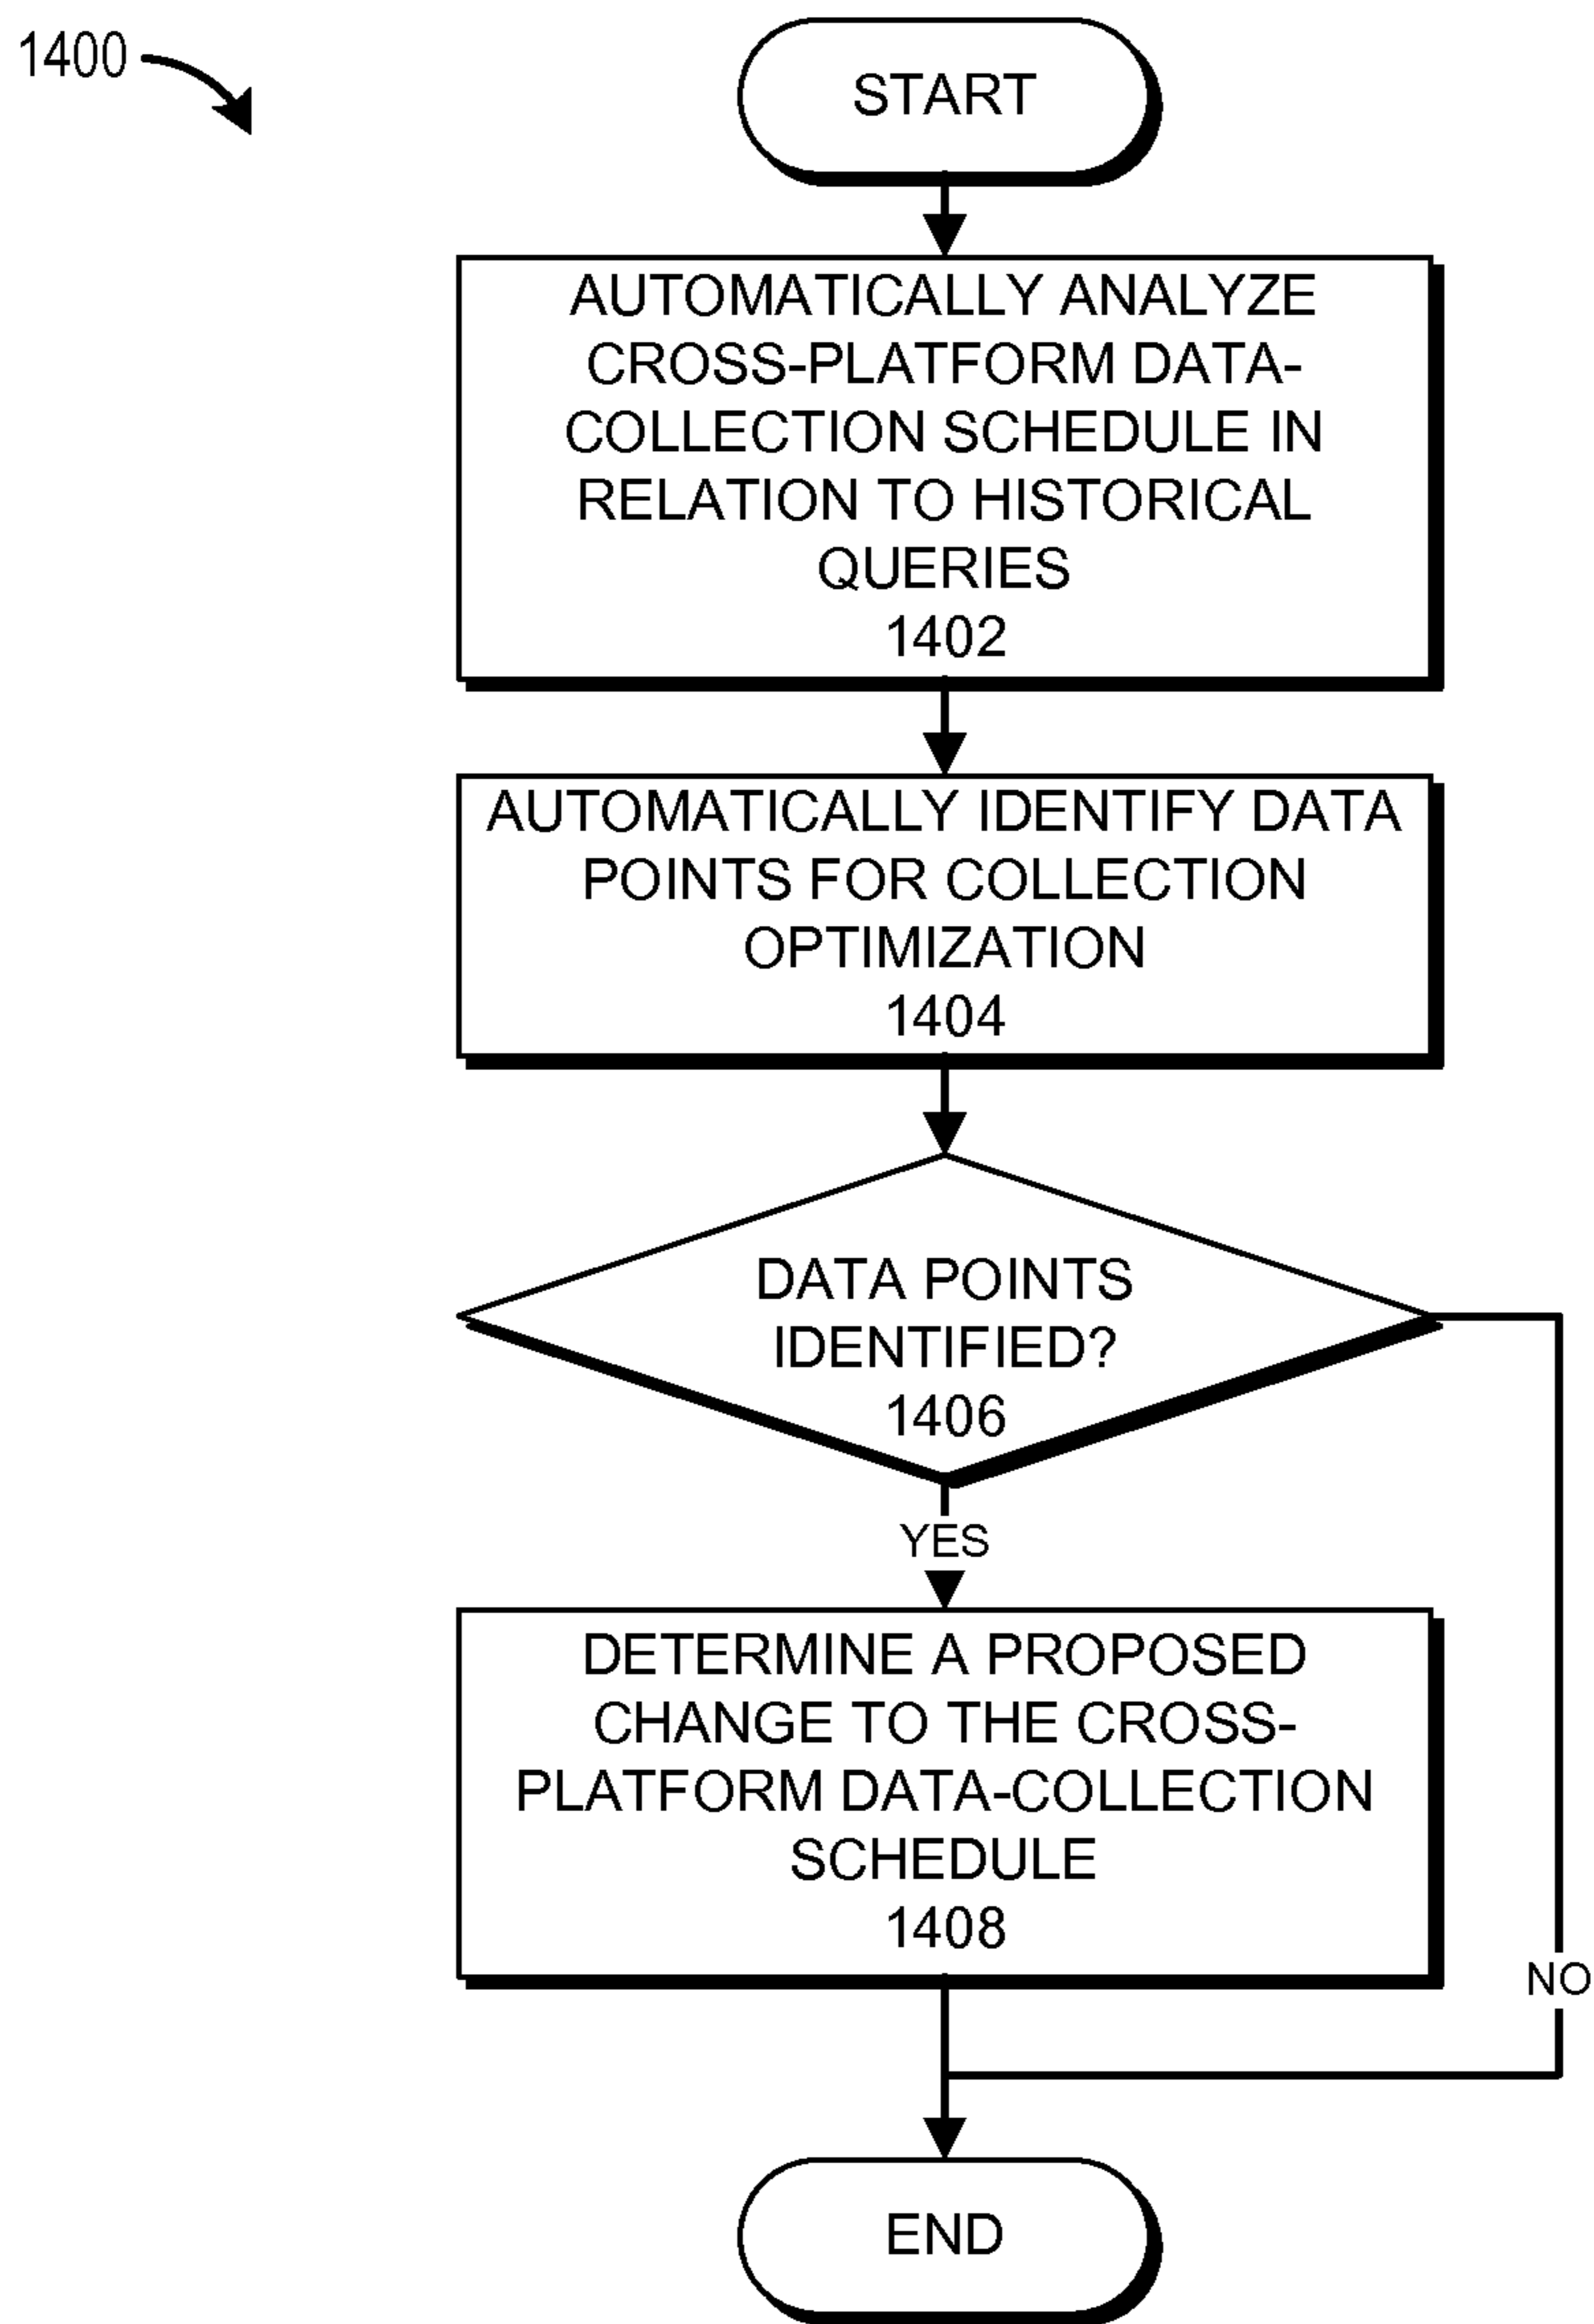 1400
START
AUTOMATICALLY ANALYZE
CROSS-PLATFORM DATA-
COLLECTION SCHEDULE IN
RELATION TO HISTORICAL
QUERIES
1402
AUTOMATICALLY IDENTIFY DATA
POINTS FOR COLLECTION
OPTIMIZATION
1404
DATA POINTS
IDENTIFIED?
1406
YES
DETERMINE A PROPOSED
CHANGE TO THE CROSS-
PLATFORM DATA-COLLECTION
SCHEDULE
1408
NO
END